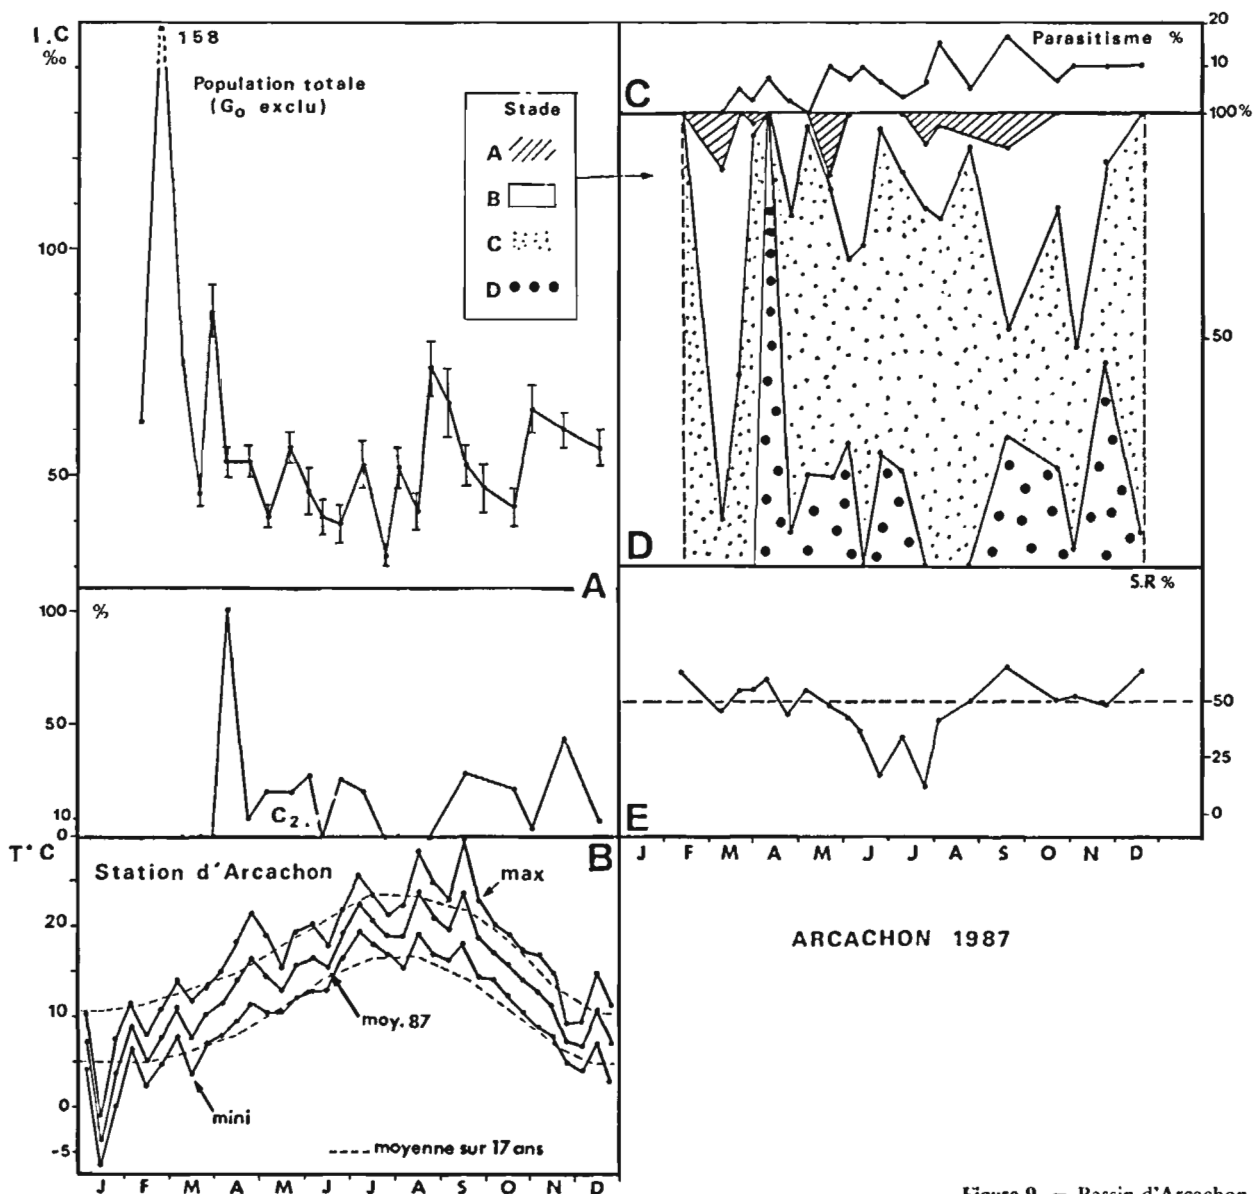 I.C
‰
158
Population totale
(G₀ exclu)
100
50
Stade
A
B
C
D
A
Parasitisme %
20
10
C
100%
50
D
%
100
50
10
0
C₂.
B
S.R %
50
25
0
E
J F M A M J J A S O N D
T°C
Station d'Arcachon
max
20
10
0
-5
moy. 87
mini
---- moyenne sur 17 ans
J F M A M J J A S O N D
ARCACHON 1987